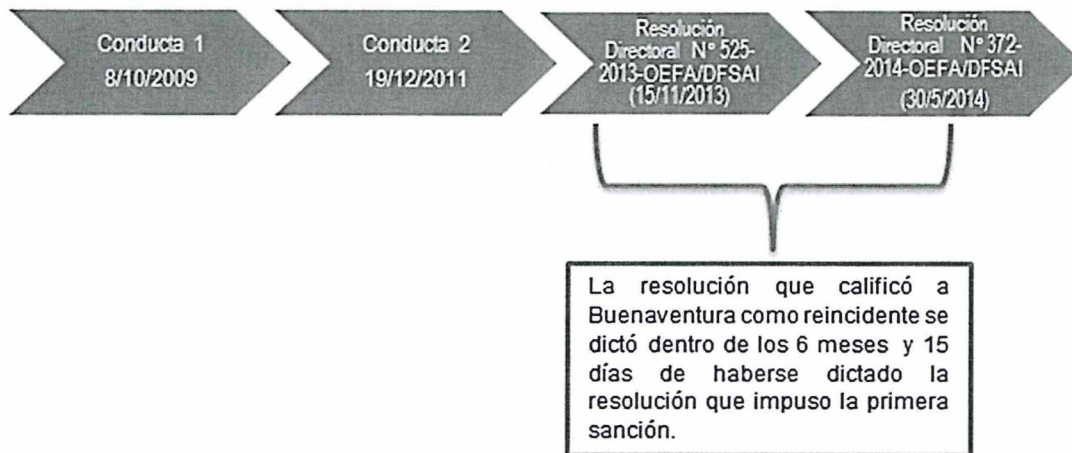 Conducta 1
8/10/2009
Conducta 2
19/12/2011
Resolución
Directoral N° 525-
2013-OEFA/DFSAI
(15/11/2013)
Resolución
Directoral N° 372-
2014-OEFA/DFSAI
(30/5/2014)
La resolución que calificó a
Buenaventura como reincidente se
dictó dentro de los 6 meses y 15
días de haberse dictado la
resolución que impuso la primera
sanción.